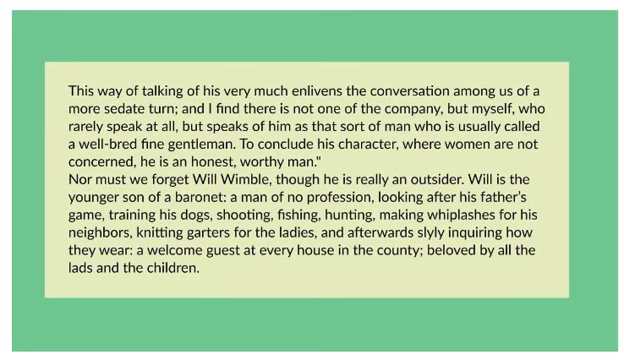 This way of talking of his very much enlivens the conversation among us of a
more sedate turn; and I find there is not one of the company, but myself, who
rarely speak at all, but speaks of him as that sort of man who is usually called
a well-bred fine gentleman. To conclude his character, where women are not
concerned, he is an honest, worthy man."
Nor must we forget Will Wimble, though he is really an outsider. Will is the
younger son of a baronet: a man of no profession, looking after his father's
game, training his dogs, shooting, fishing, hunting, making whiplashes for his
neighbors, knitting garters for the ladies, and afterwards slyly inquiring how
they wear: a welcome guest at every house in the county; beloved by all the
lads and the children.